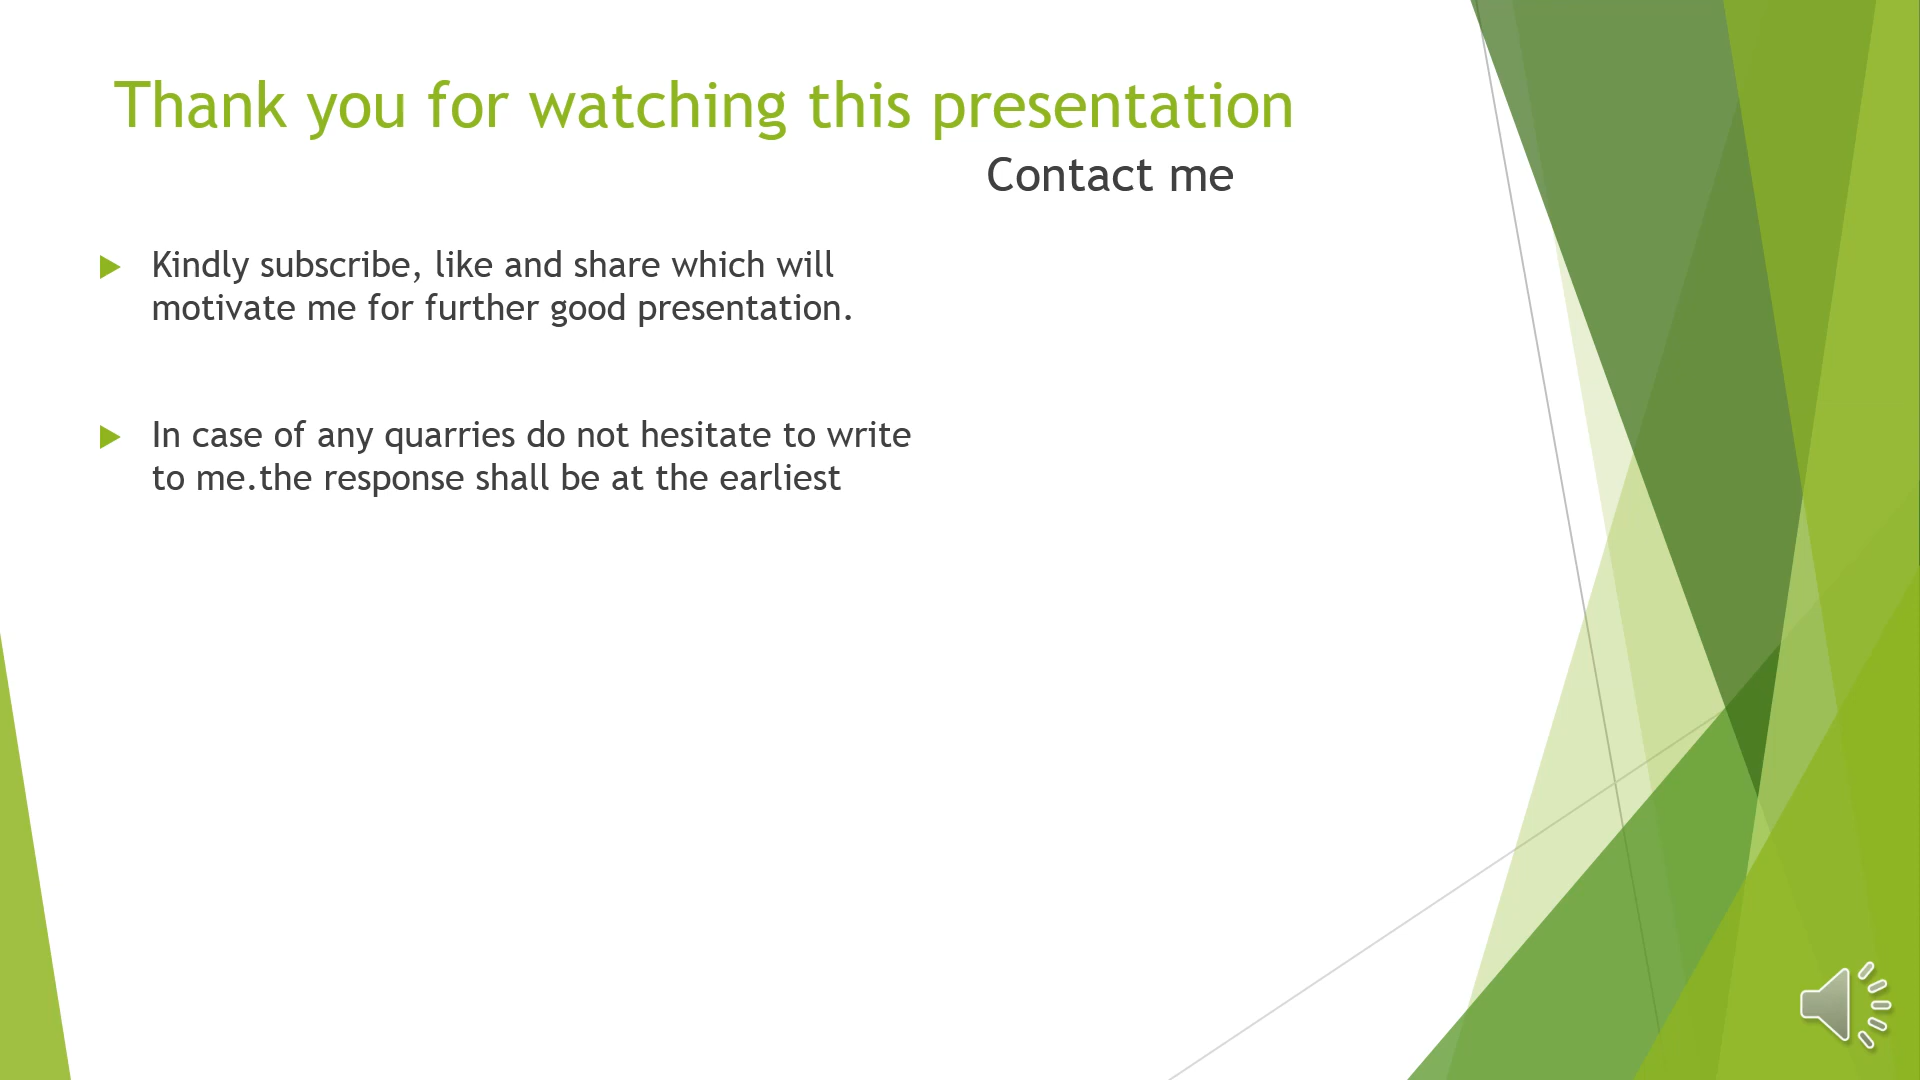 Thank you for watching this presentation
Contact me
Kindly subscribe, like and share which will
motivate me for further good presentation.
In case of any quarries do not hesitate to write
to me.the response shall be at the earliest